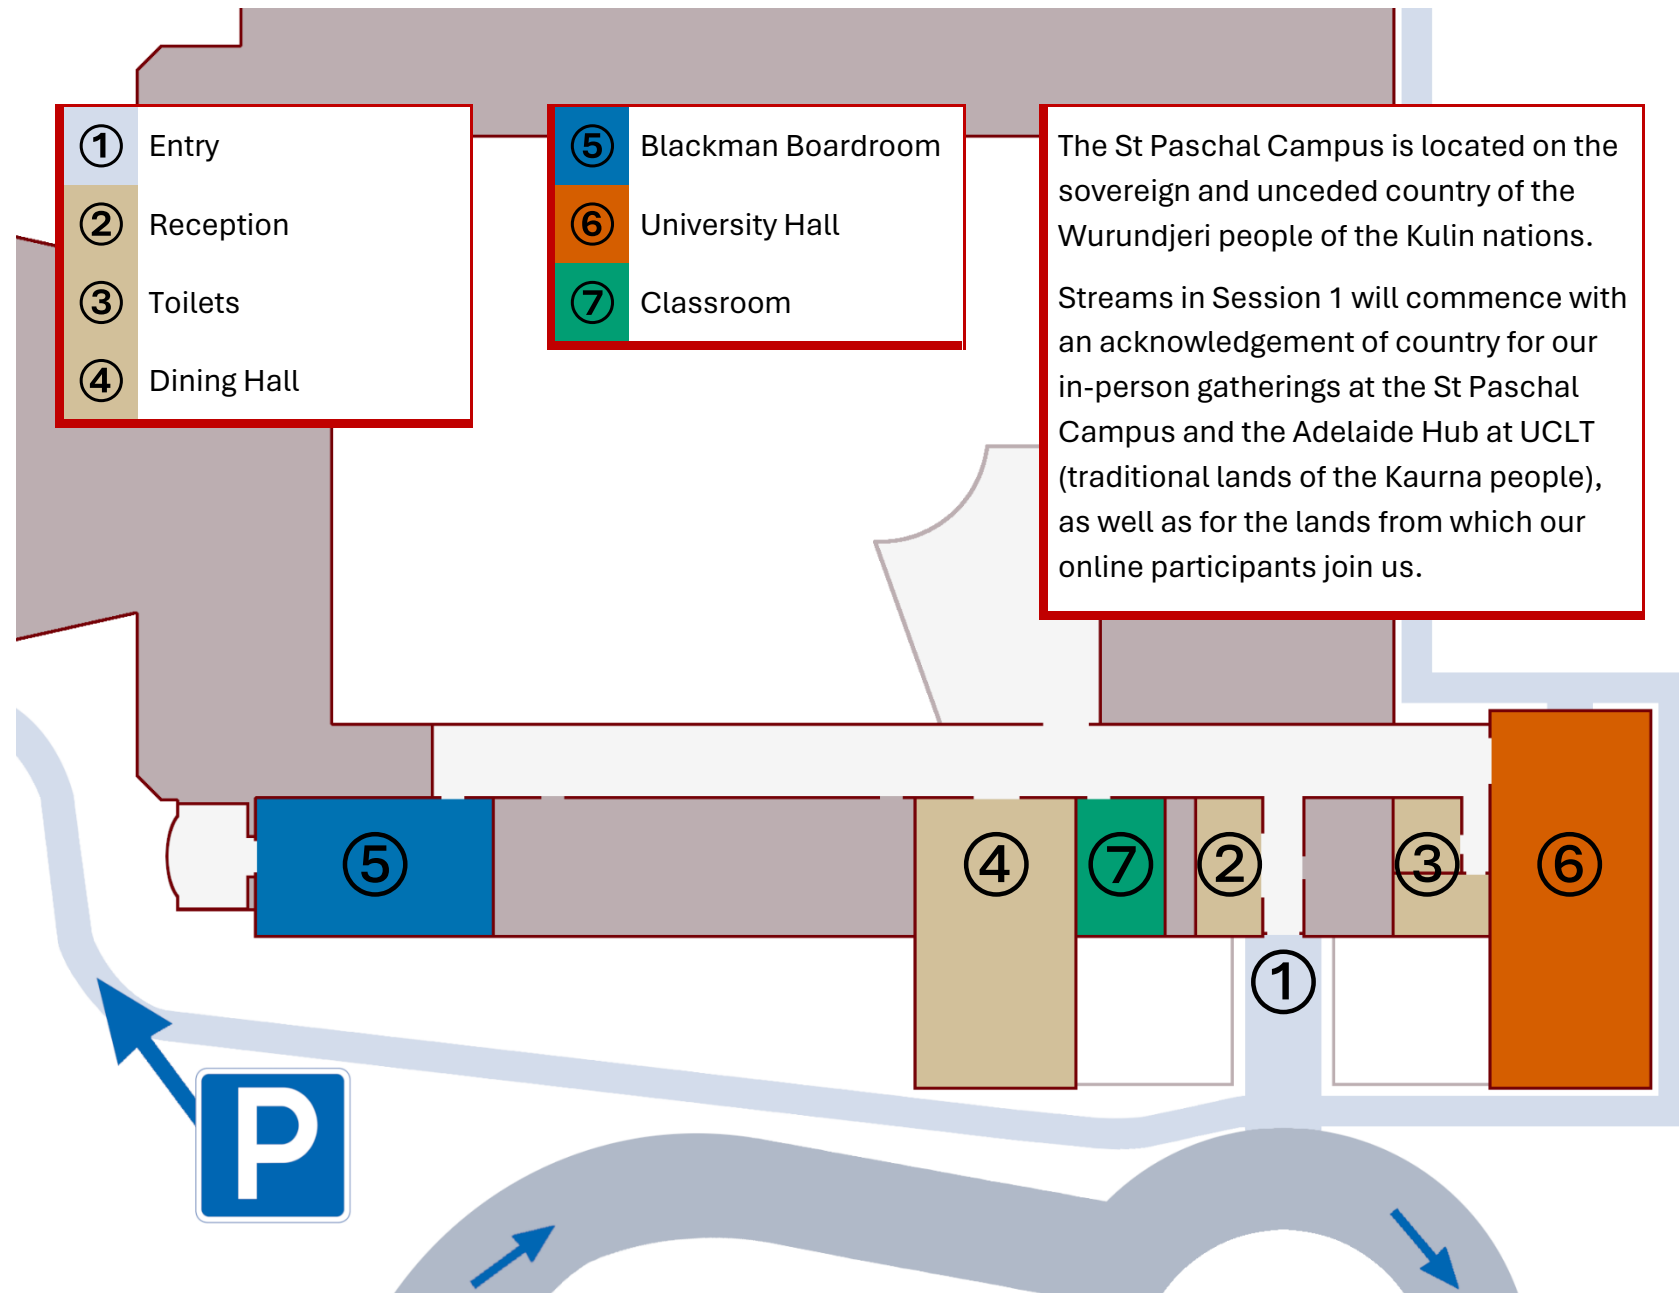 ① Entry
② Reception
③ Toilets
④ Dining Hall
⑤ Blackman Boardroom
⑥ University Hall
⑦ Classroom
The St Paschal Campus is located on the
sovereign and unceded country of the
Wurundjeri people of the Kulin nations.
Streams in Session 1 will commence with
an acknowledgement of country for our
in-person gatherings at the St Paschal
Campus and the Adelaide Hub at UCLT
(traditional lands of the Kaurna people),
as well as for the lands from which our
online participants join us.
⑤
④
⑦
②
③
⑥
①
P